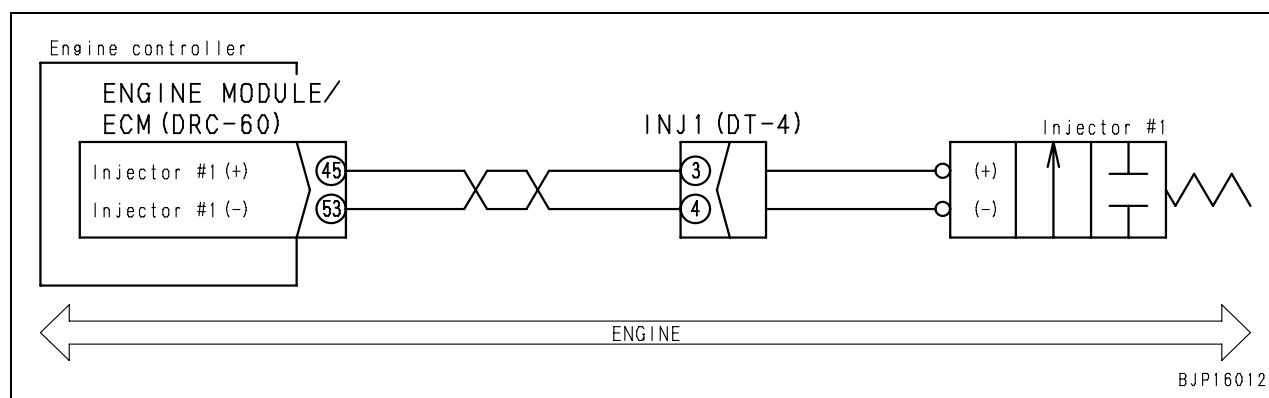 Engine controller
ENGINE MODULE/
ECM(DRC-60)
INJ1(DT-4)
Injector #1
Injector #1(+)
45
3
(+)
Injector #1(-)
53
4
(-)
ENGINE
BJP16012